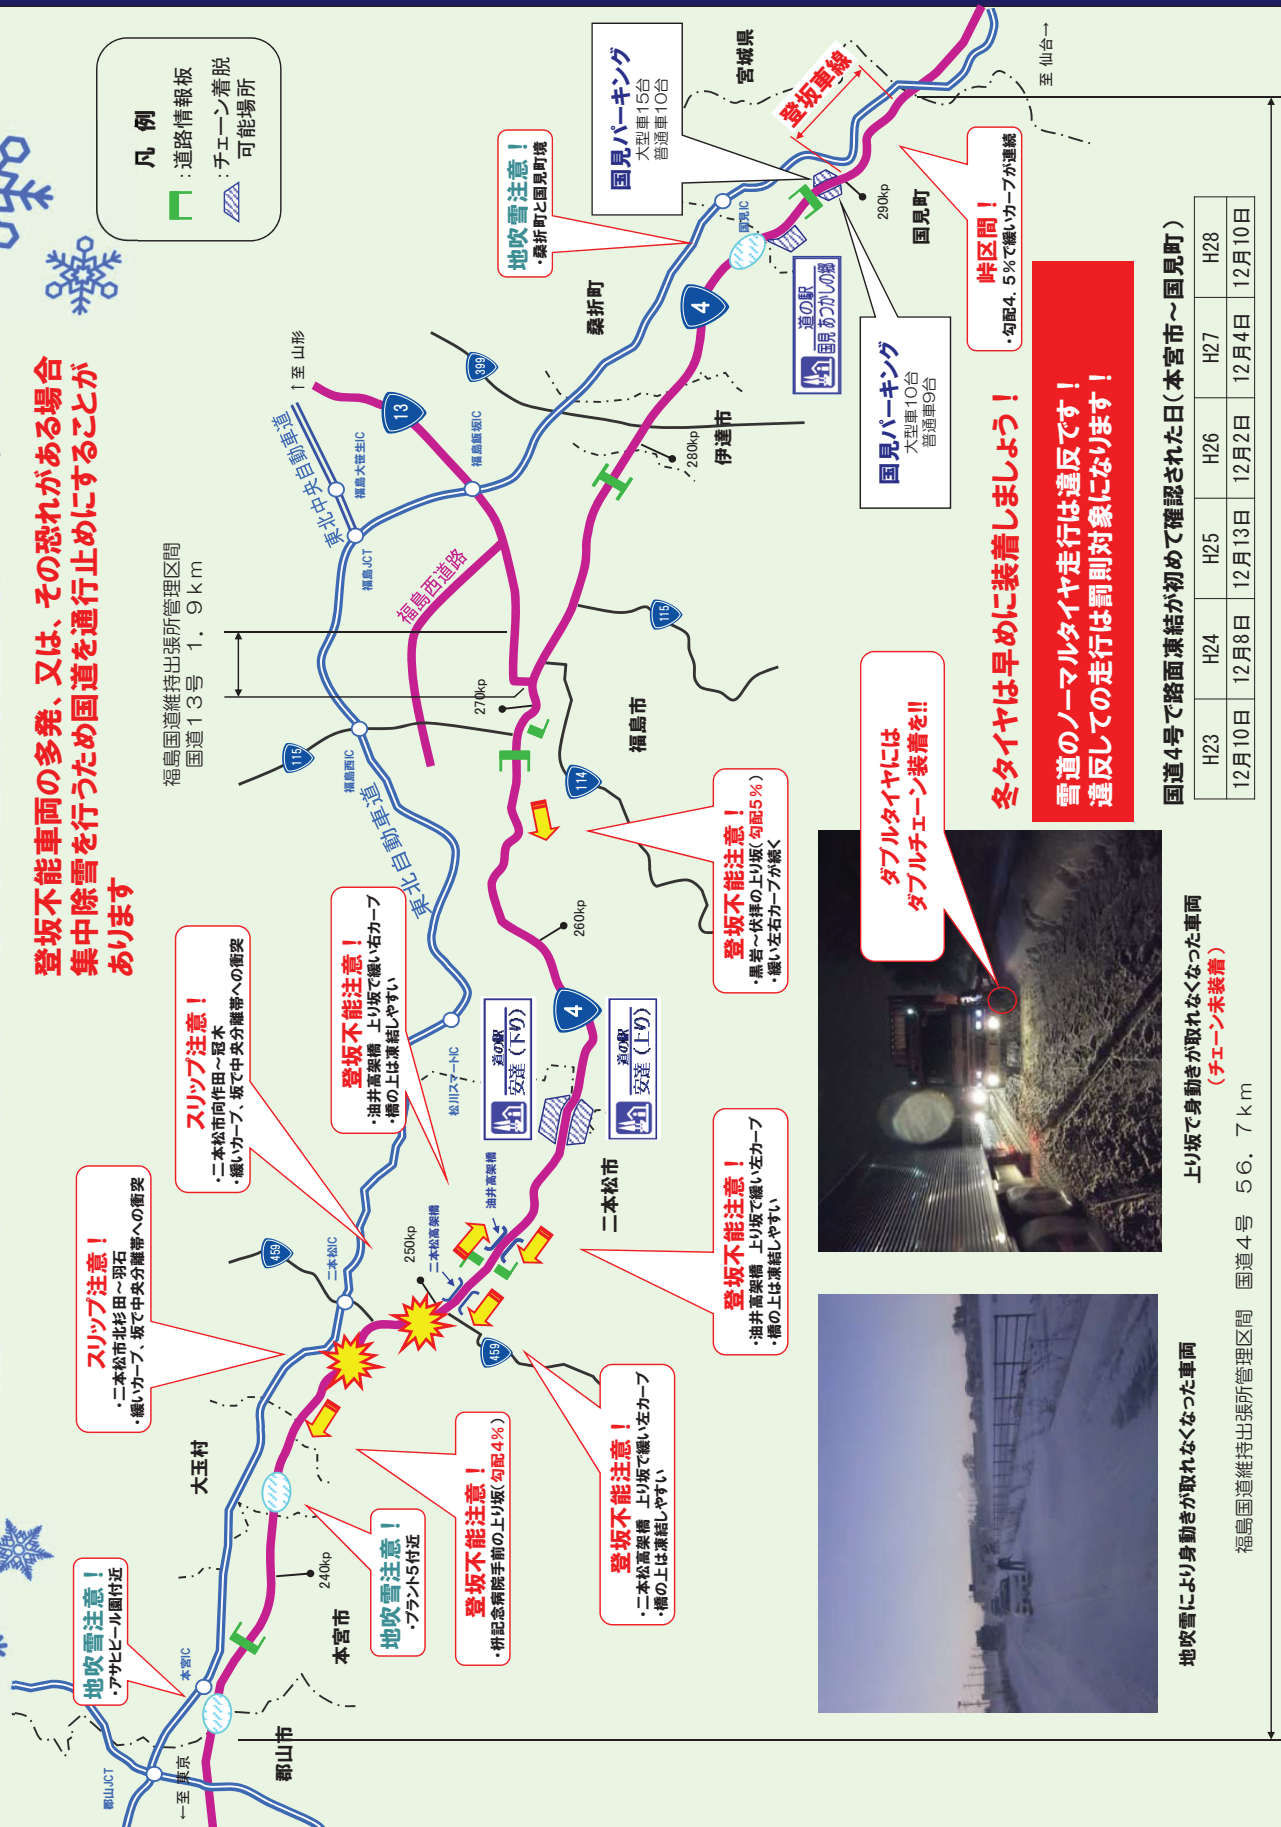 登坂不能車両の多発、又は、その恐れがある場合
集中除雪を行うため国道を通行止めにすることが
あります
凡 例
：道路情報板
：チェーン着脱
可能場所
福島国道維持出張所管理区間
国道13号 1．9km
↑至 山形
東北中央自動車道
福島大笹生IC
福島JCT
13
福島飯坂IC
399
福島西道路
115
福島西IC
東北自動車道
270kp
115
114
福島市
伊達市
280kp
桑折町
4
地吹雪注意！
・桑折町と国見町境
国見パーキング
大型車15台
普通車10台
宮城県
登坂車線
至 仙台→
国見IC
290kp
国見町
道の駅
国見 あつかしの郷
国見パーキング
大型車10台
普通車9台
峠区間！
・勾配4．5%で緩いカーブが連続
スリップ注意！
・二本松市向作田～冠木
・緩いカーブ、坂で中央分離帯への衝突
スリップ注意！
・二本松市北杉田～羽石
・緩いカーブ、坂で中央分離帯への衝突
登坂不能注意！
・油井高架橋 上り坂で緩い右カーブ
・橋の上は凍結しやすい
松川スマートIC
道の駅
安達（下り）
4
道の駅
安達（上り）
260kp
登坂不能注意！
・黒岩～伏拝の上り坂（勾配5%）
・緩い左右カーブが続く
459
二本松IC
250kp
二本松高架橋
油井高架橋
二本松市
459
登坂不能注意！
・油井高架橋 上り坂で緩い左カーブ
・橋の上は凍結しやすい
登坂不能注意！
・二本松高架橋 上り坂で緩い左カーブ
・橋の上は凍結しやすい
登坂不能注意！
・枡記念病院手前の上り坂（勾配4%）
地吹雪注意！
・プラント5付近
大玉村
240kp
本宮市
地吹雪注意！
・アサヒビール園付近
本宮IC
郡山JCT
←至 東京
郡山市
冬タイヤは早めに装着しましょう！
雪道のノーマルタイヤ走行は違反です！
違反しての走行は罰則対象になります！
ダブルタイヤには
ダブルチェーン装着を!!
上り坂で身動きが取れなくなった車両
（チェーン未装着）
地吹雪により身動きが取れなくなった車両
国道4号で路面凍結が初めて確認された日（本宮市～国見町）
H23 H24 H25 H26 H27 H28
12月10日 12月8日 12月13日 12月2日 12月4日 12月10日
福島国道維持出張所管理区間 国道4号 56．7km